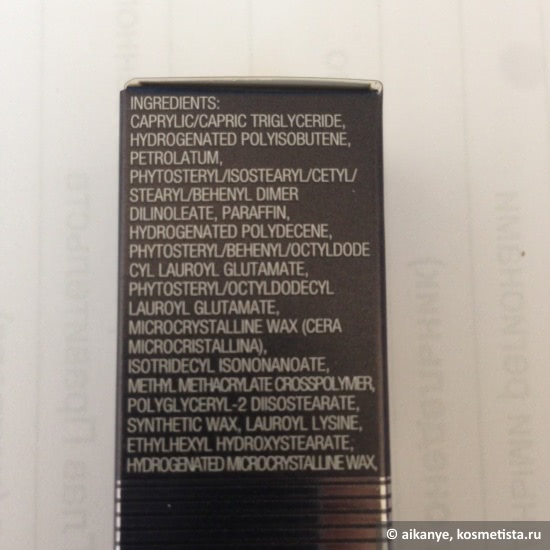 INGREDIENTS:
CAPRYLIC/CAPRIC TRIGLYCERIDE,
HYDROGENATED POLYISOBUTENE,
PETROLATUM,
PHYTOSTERYL/ISOSTEARYL/CETYL/
STEARYL/BEHENYL DIMER
DILINOLEATE, PARAFFIN,
HYDROGENATED POLYDECENE,
PHYTOSTERYL/BEHENYL/OCTYLDODE
CYL LAUROYL GLUTAMATE,
PHYTOSTERYL/OCTYLDODECYL
LAUROYL GLUTAMATE,
MICROCRYSTALLINE WAX (CERA
MICROCRISTALLINA),
ISOTRIDECYL ISONONANOATE,
METHYL METHACRYLATE CROSSPOLYMER,
POLYGLYCERYL-2 DIISOSTEARATE,
SYNTHETIC WAX, LAUROYL LYSINE,
ETHYLHEXYL HYDROXYSTEARATE,
HYDROGENATED MICROCRYSTALLINE WAX,
© aikanye, kosmetista.ru